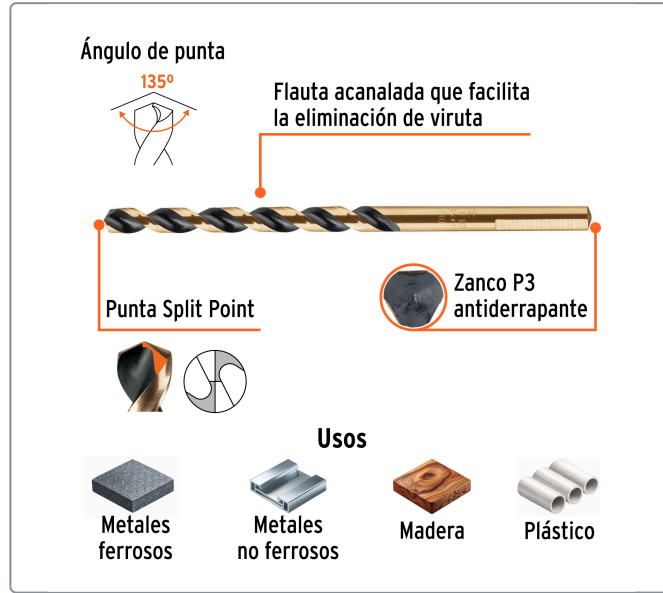 Ángulo de punta
135º
Flauta acanalada que facilita
la eliminación de viruta
Punta Split Point
Zanco P3
antiderrapante
Usos
Metales
ferrosos
Metales
no ferrosos
Madera
Plástico